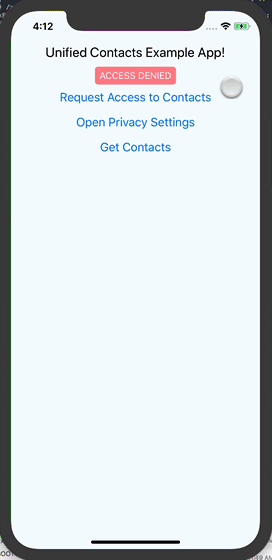 4:12
Unified Contacts Example App!
ACCESS DENIED
Request Access to Contacts
Open Privacy Settings
Get Contacts